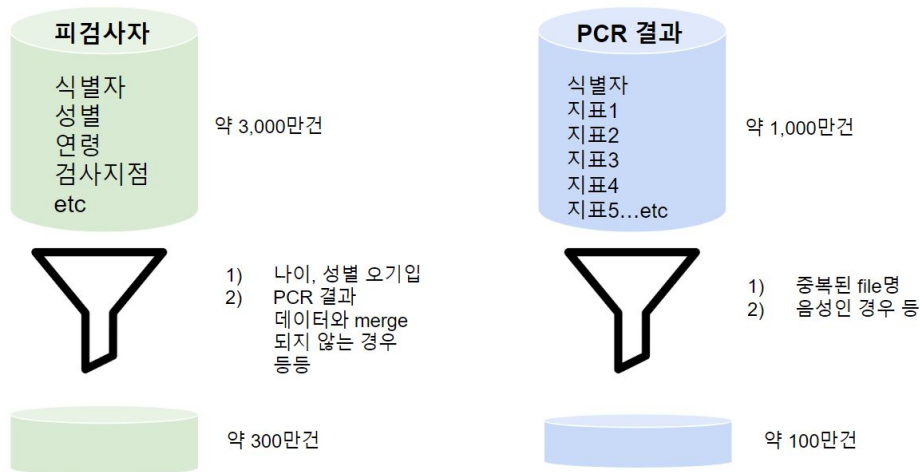 피검사자
식별자
성별
연령
검사지점
etc
약 3,000만건
PCR 결과
식별자
지표1
지표2
지표3
지표4
지표5...etc
약 1,000만건
1) 나이, 성별 오기입
2) PCR 결과
데이터와 merge
되지 않는 경우
등등
1) 중복된 file명
2) 음성인 경우 등
약 300만건
약 100만건